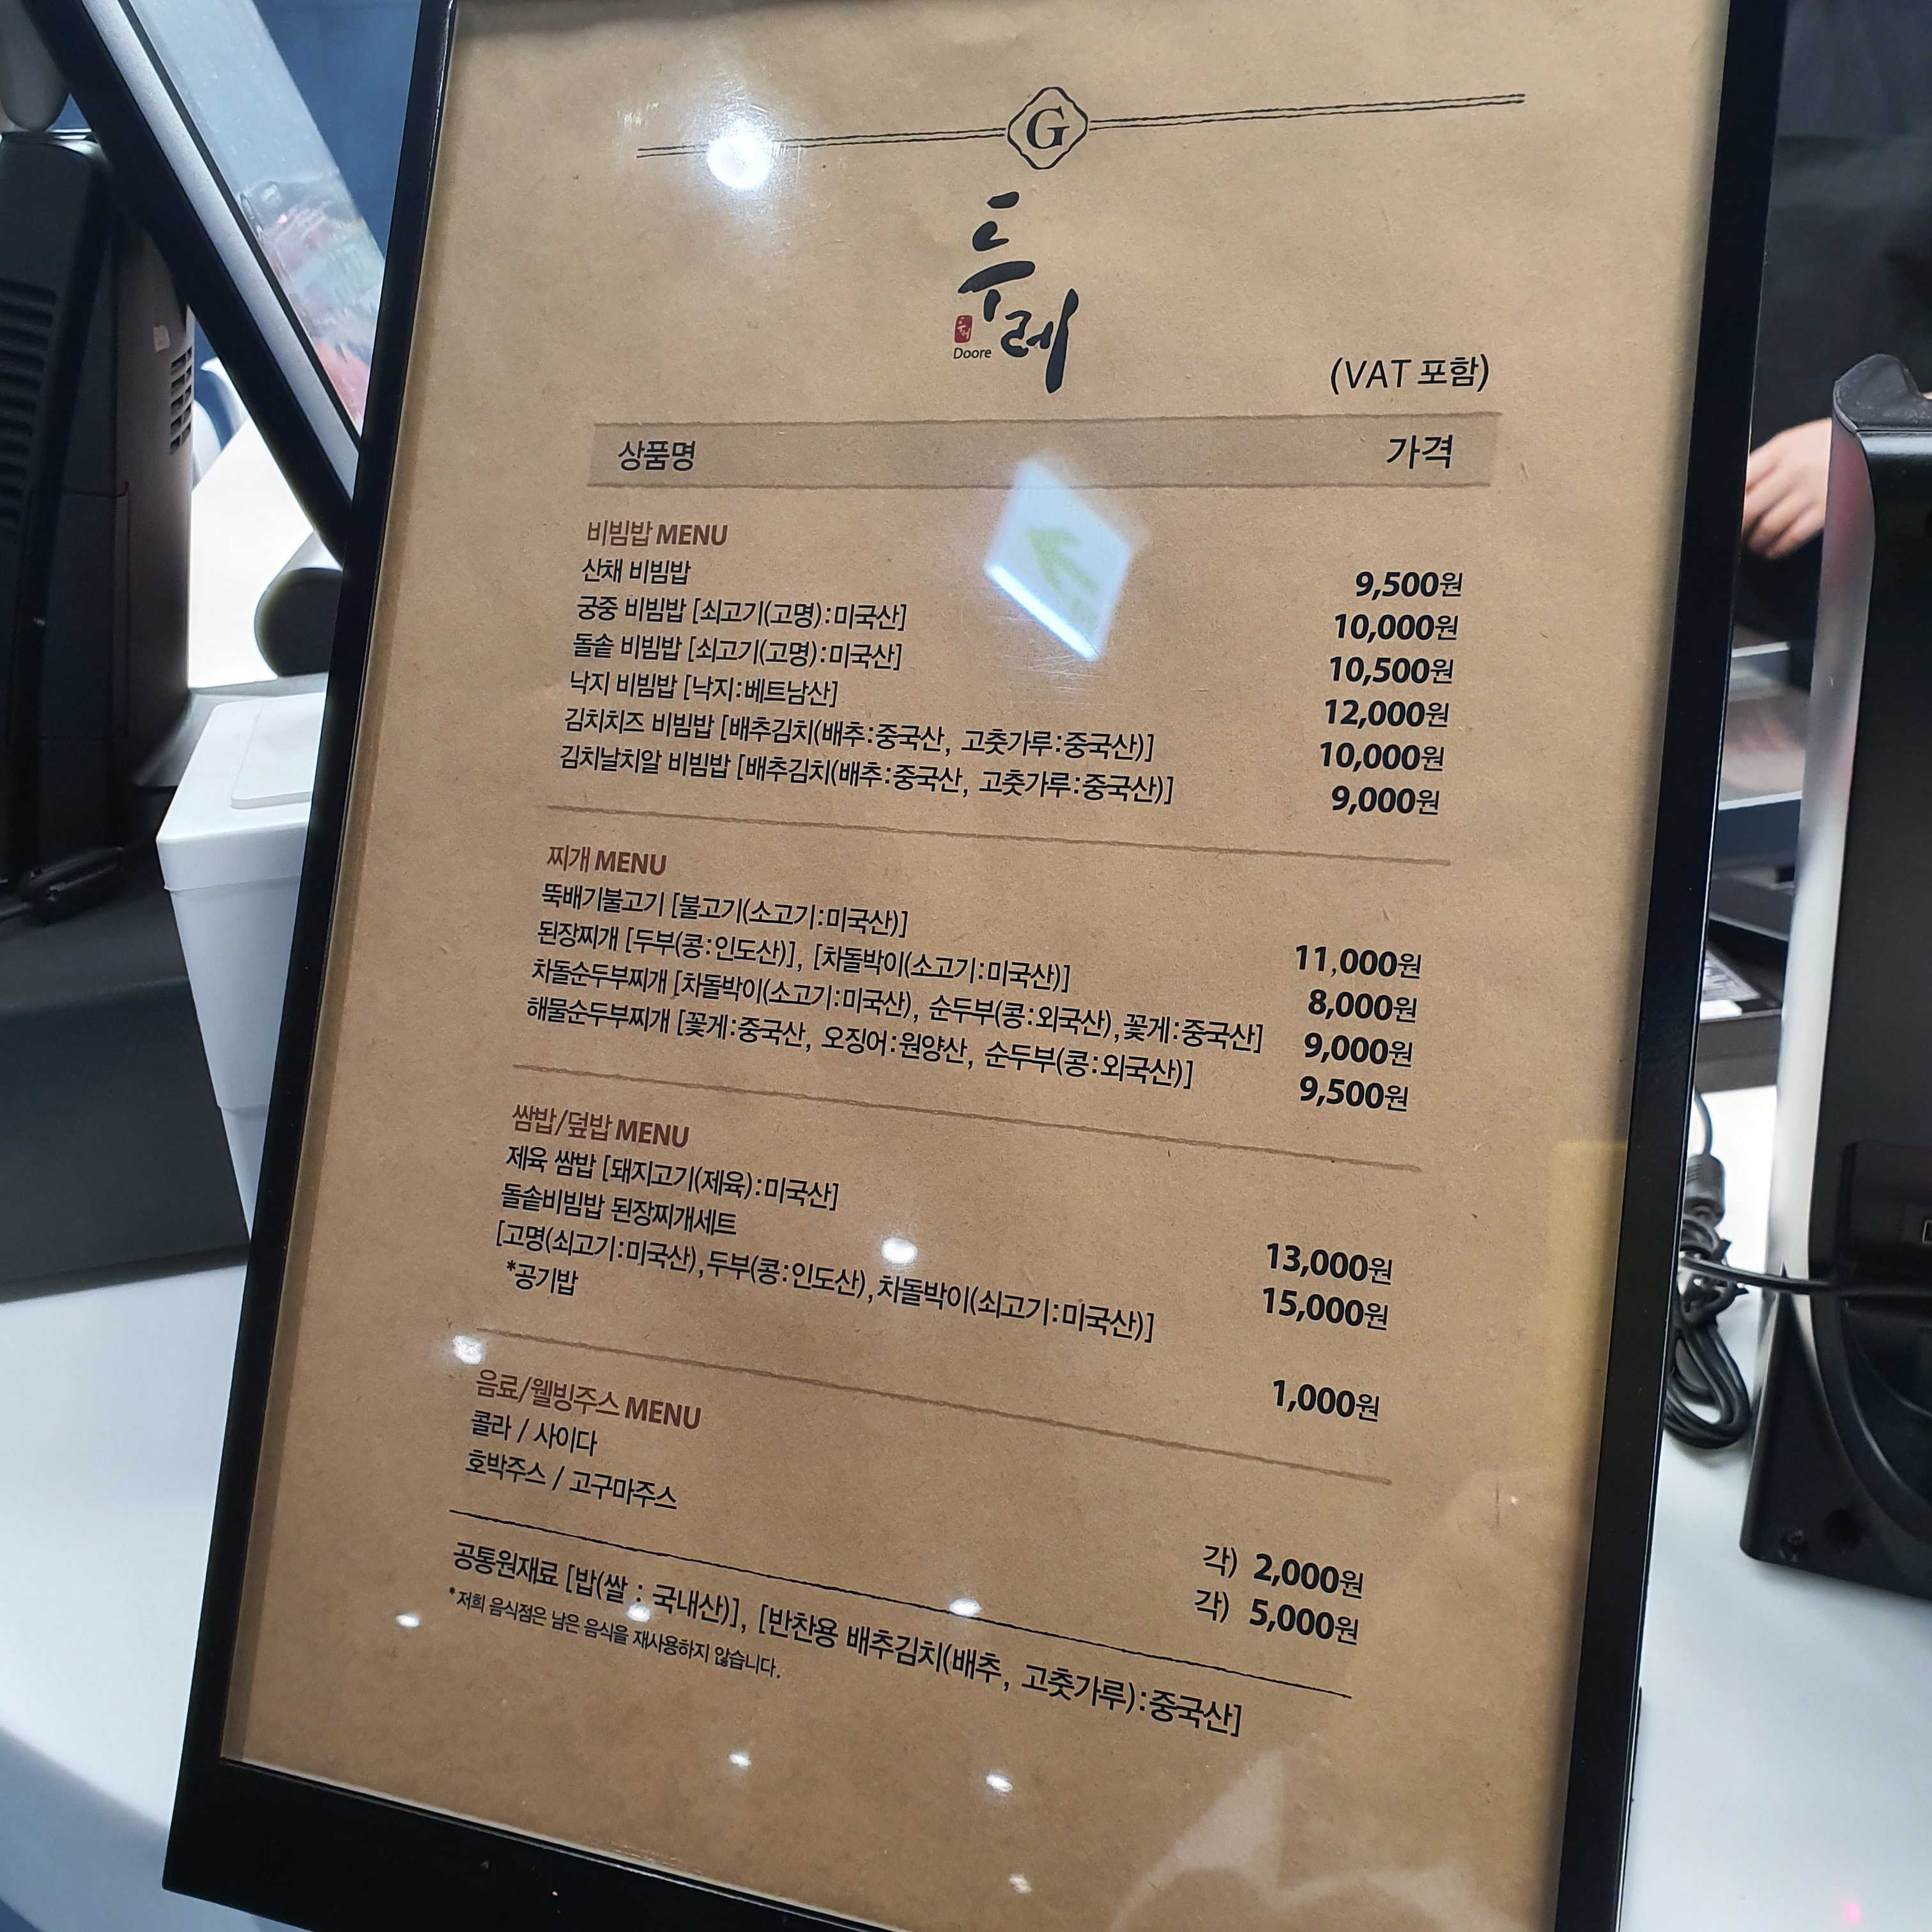 G
두레
Doore
(VAT 포함)
상품명 가격
비빔밥 MENU
산채 비빔밥 9,500원
궁중 비빔밥 [쇠고기(고명):미국산] 10,000원
돌솥 비빔밥 [쇠고기(고명):미국산] 10,500원
낙지 비빔밥 [낙지:베트남산] 12,000원
김치치즈 비빔밥 [배추김치(배추:중국산, 고춧가루:중국산)] 10,000원
김치날치알 비빔밥 [배추김치(배추:중국산, 고춧가루:중국산)] 9,000원
찌개 MENU
뚝배기불고기 [불고기(소고기:미국산)] 11,000원
된장찌개 [두부(콩:인도산)], [차돌박이(소고기:미국산)] 8,000원
차돌순두부찌개 [차돌박이(소고기:미국산), 순두부(콩:외국산),꽃게:중국산] 9,000원
해물순두부찌개 [꽃게:중국산, 오징어:원양산, 순두부(콩:외국산)] 9,500원
쌈밥/덮밥 MENU
제육 쌈밥 [돼지고기(제육):미국산] 13,000원
돌솥비빔밥 된장찌개세트 15,000원
[고명(쇠고기:미국산),두부(콩:인도산),차돌박이(쇠고기:미국산)]
*공기밥 1,000원
음료/웰빙주스 MENU
콜라 / 사이다 각) 2,000원
호박주스 / 고구마주스 각) 5,000원
공통원재료 [밥(쌀 : 국내산)], [반찬용 배추김치(배추, 고춧가루):중국산]
*저희 음식점은 남은 음식을 재사용하지 않습니다.